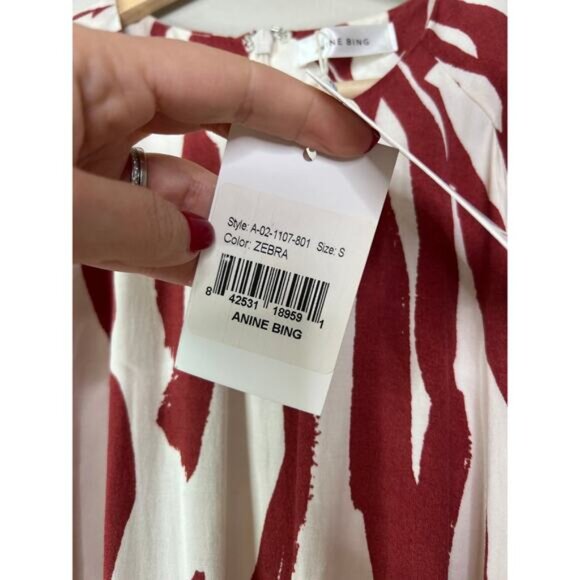 ANINE BING
Style: A-02-1107-801 Size: S
Color: ZEBRA
8 42531 18959 1
ANINE BING